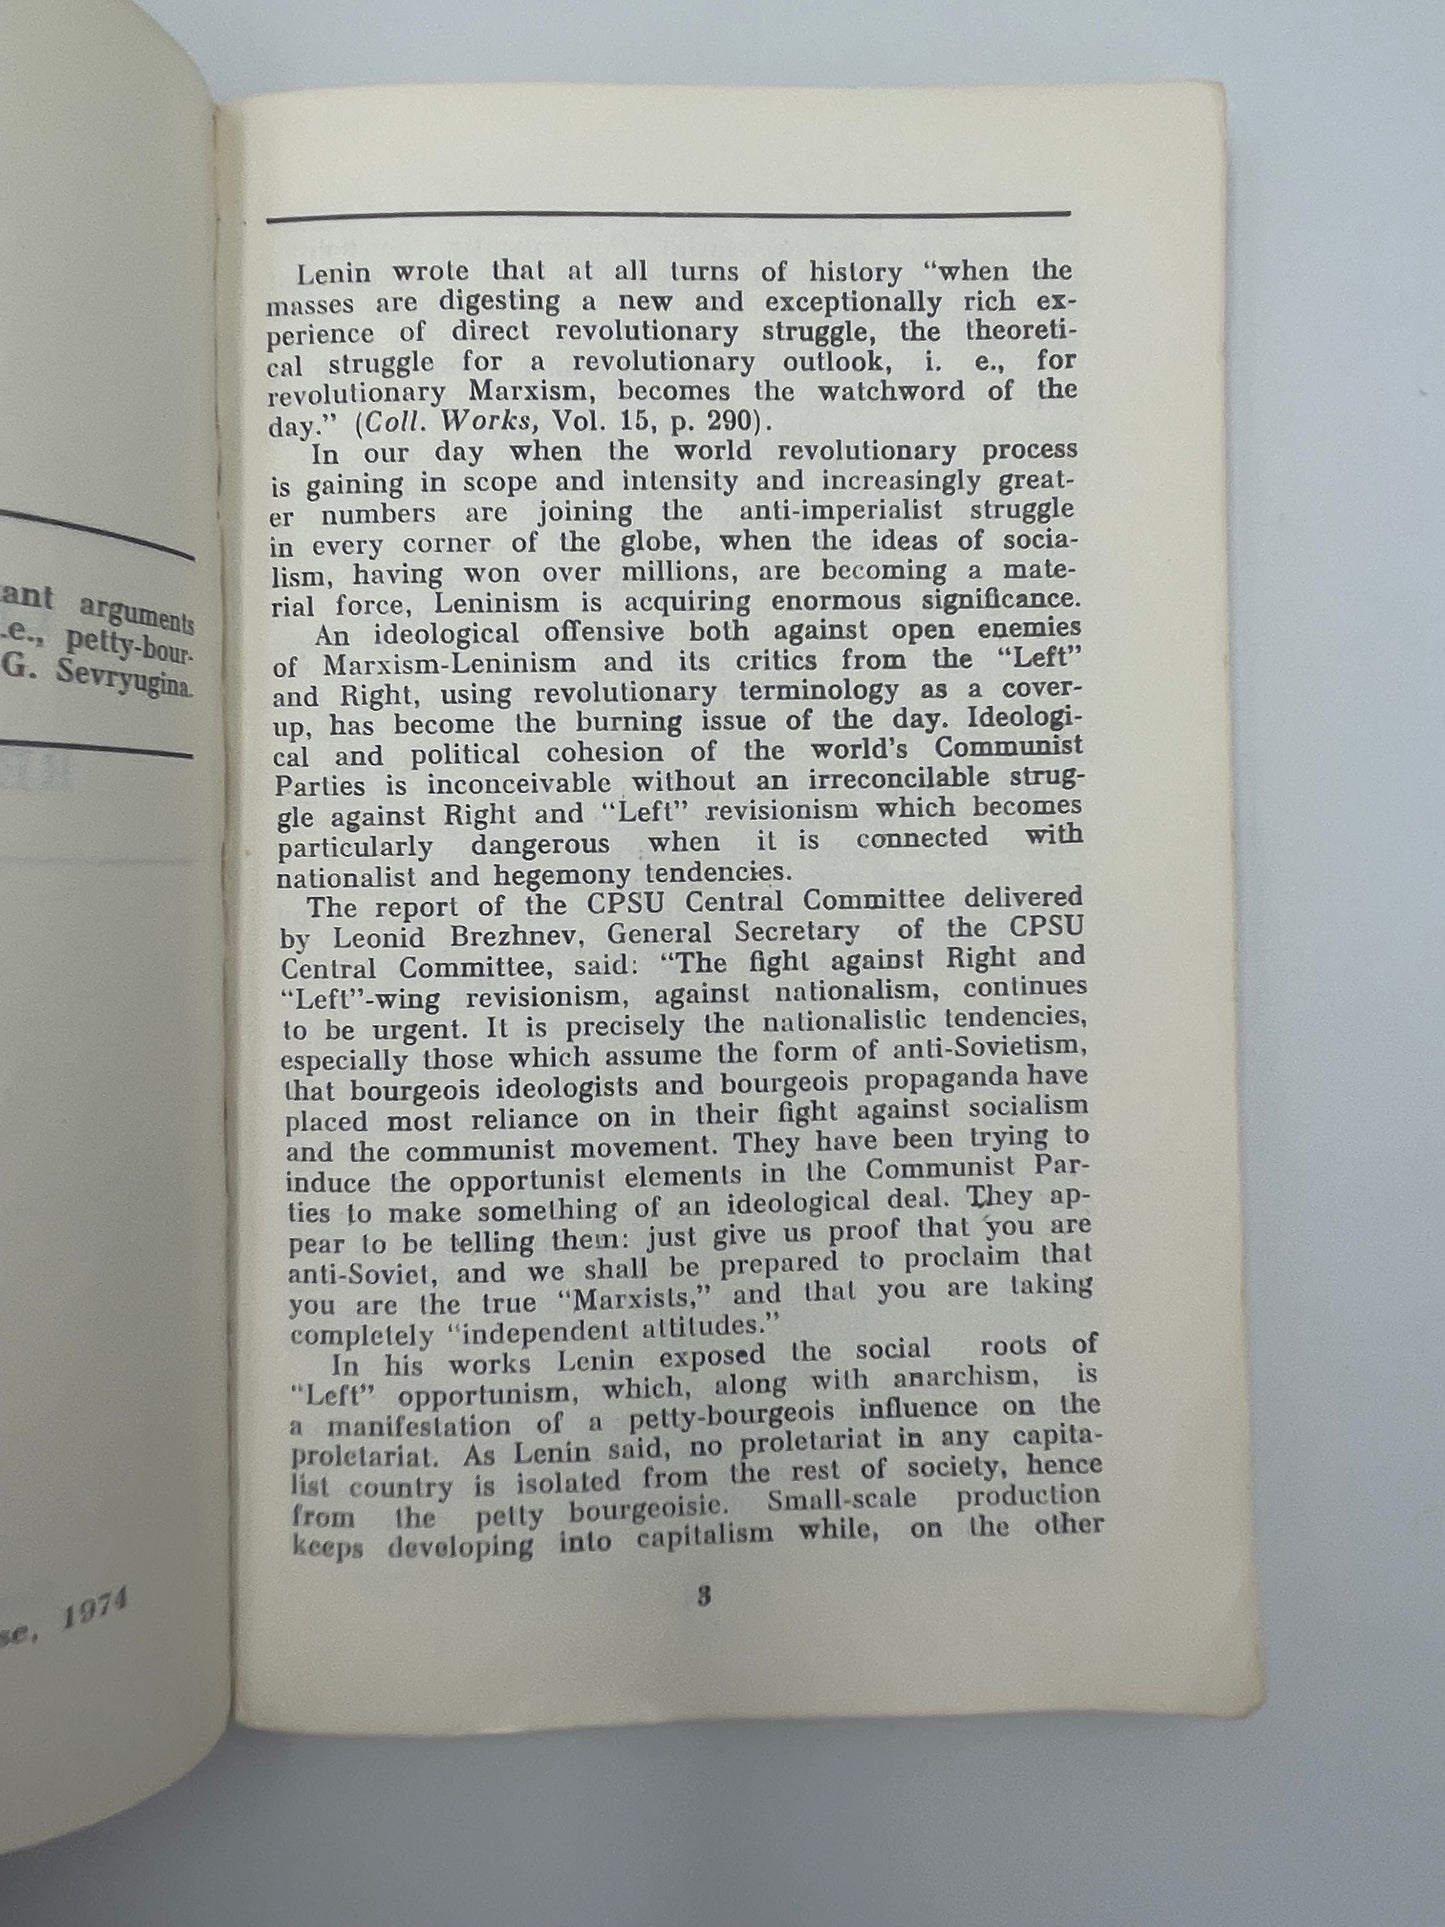 arguments
.e., petty-bour-
G. Sevryugina.
1974
Lenin wrote that at all turns of history “when the
masses are digesting a new and exceptionally rich ex-
perience of direct revolutionary struggle, the theoreti-
cal struggle for a revolutionary outlook, i. e., for
revolutionary Marxism, becomes the watchword of the
day.” (Coll. Works, Vol. 15, p. 290).
In our day when the world revolutionary process
is gaining in scope and intensity and increasingly great-
er numbers are joining the anti-imperialist struggle
in every corner of the globe, when the ideas of socia-
lism, having won over millions, are becoming a mate-
rial force, Leninism is acquiring enormous significance.
An ideological offensive both against open enemies
of Marxism-Leninism and its critics from the “Left”
and Right, using revolutionary terminology as a cover-
up, has become the burning issue of the day. Ideologi-
cal and political cohesion of the world's Communist
Parties is inconceivable without an irreconcilable strug-
gle against Right and “Left” revisionism which becomes
particularly dangerous when it is connected with
nationalist and hegemony tendencies.
The report of the CPSU Central Committee delivered
by Leonid Brezhnev, General Secretary of the CPSU
Central Committee, said: “The fight against Right and
“Left”-wing revisionism, against nationalism, continues
to be urgent. It is precisely the nationalistic tendencies,
especially those which assume the form of anti-Sovietism,
that bourgeois ideologists and bourgeois propaganda have
placed most reliance on in their fight against socialism
and the communist movement. They have been trying to
induce the opportunist elements in the Communist Par-
ties to make something of an ideological deal. They ap-
pear to be telling them: just give us proof that you are
anti-Soviet, and we shall be prepared to proclaim that
you are the true “Marxists,” and that you are taking
completely “independent attitudes.”
In his works Lenin exposed the social roots of
“Left” opportunism, which, along with anarchism, is
a manifestation of a petty-bourgeois influence on the
proletariat. As Lenin said, no proletariat in any capita-
list country is isolated from the rest of society, hence
from the petty bourgeoisie. Small-scale production
keeps developing into capitalism while, on the other
3